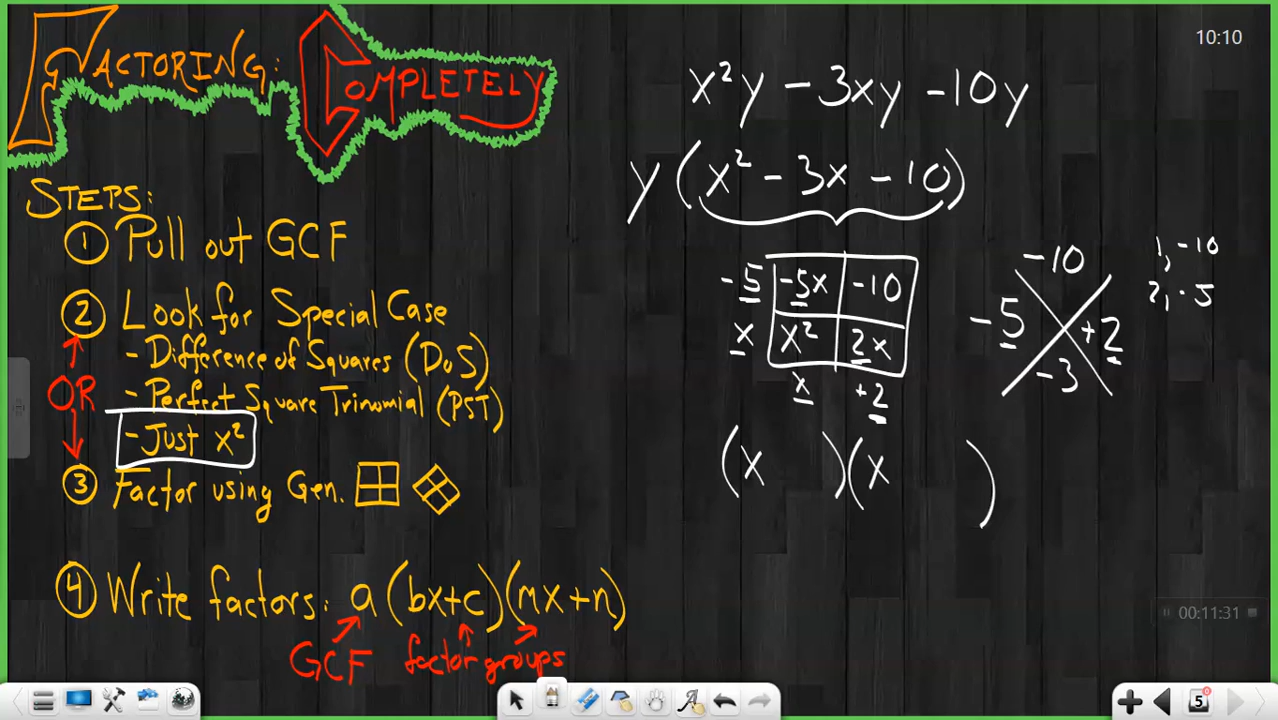 FACTORING: COMPLETELY
STEPS:
① Pull out GCF
② Look for Special Case
- Difference of Squares (DoS)
OR
- Perfect Square Trinomial (PST)
- Just x²
③ Factor using Gen.
④ Write factors: a(bx+c)(mx+n)
GCF factor groups
10:10
x²y - 3xy - 10y
y(x² - 3x - 10)
-5 -5x -10
x x² 2x
x +2
-10
-5 +2
-3
1, -10
2, -5
(x )(x )
00:11:31
5